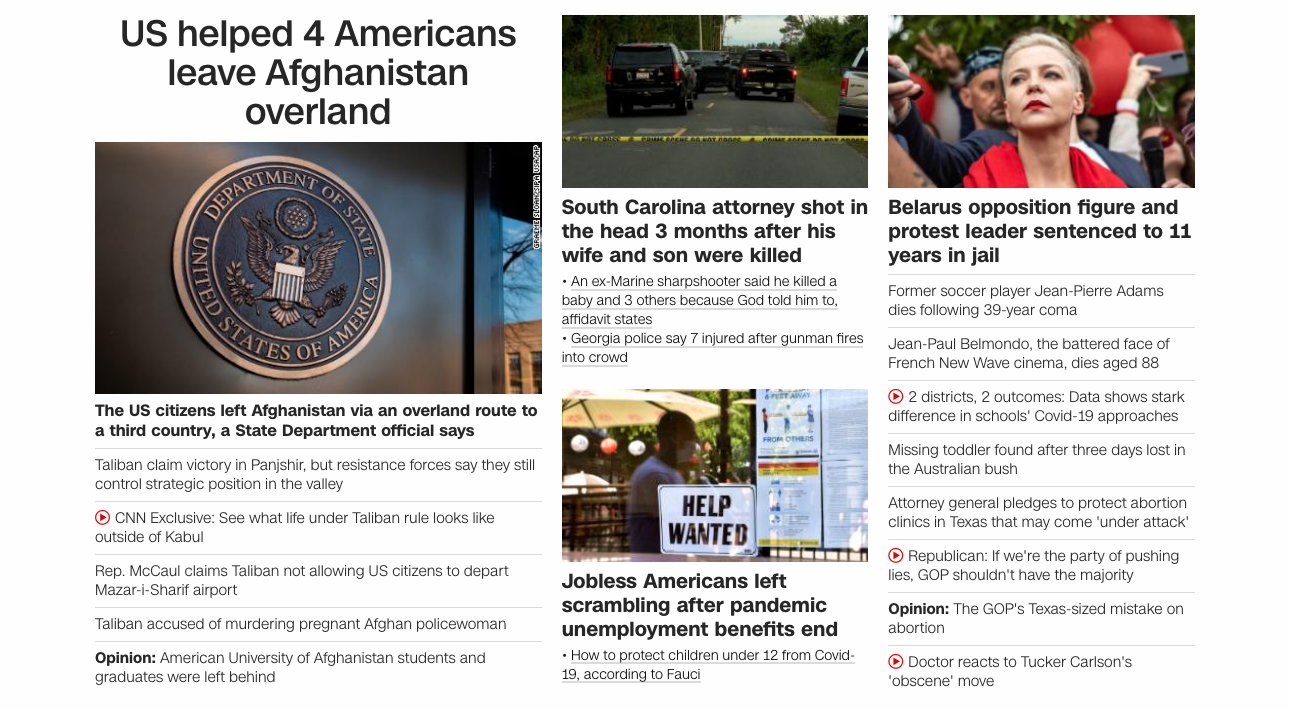 US helped 4 Americans
leave Afghanistan
overland
DEPARTMENT OF STATE
UNITED STATES OF AMERICA
The US citizens left Afghanistan via an overland route to
a third country, a State Department official says
Taliban claim victory in Panjshir, but resistance forces say they still
control strategic position in the valley
CNN Exclusive: See what life under Taliban rule looks like
outside of Kabul
Rep. McCaul claims Taliban not allowing US citizens to depart
Mazar-i-Sharif airport
Taliban accused of murdering pregnant Afghan policewoman
Opinion: American University of Afghanistan students and
graduates were left behind
South Carolina attorney shot in
the head 3 months after his
wife and son were killed
• An ex-Marine sharpshooter said he killed a
baby and 3 others because God told him to,
affidavit states
• Georgia police say 7 injured after gunman fires
into crowd
6-FEET AWAY
FROM OTHERS
HELP
WANTED
Jobless Americans left
scrambling after pandemic
unemployment benefits end
• How to protect children under 12 from Covid-
19, according to Fauci
Belarus opposition figure and
protest leader sentenced to 11
years in jail
Former soccer player Jean-Pierre Adams
dies following 39-year coma
Jean-Paul Belmondo, the battered face of
French New Wave cinema, dies aged 88
2 districts, 2 outcomes: Data shows stark
difference in schools' Covid-19 approaches
Missing toddler found after three days lost in
the Australian bush
Attorney general pledges to protect abortion
clinics in Texas that may come 'under attack'
Republican: If we're the party of pushing
lies, GOP shouldn't have the majority
Opinion: The GOP's Texas-sized mistake on
abortion
Doctor reacts to Tucker Carlson's
'obscene' move